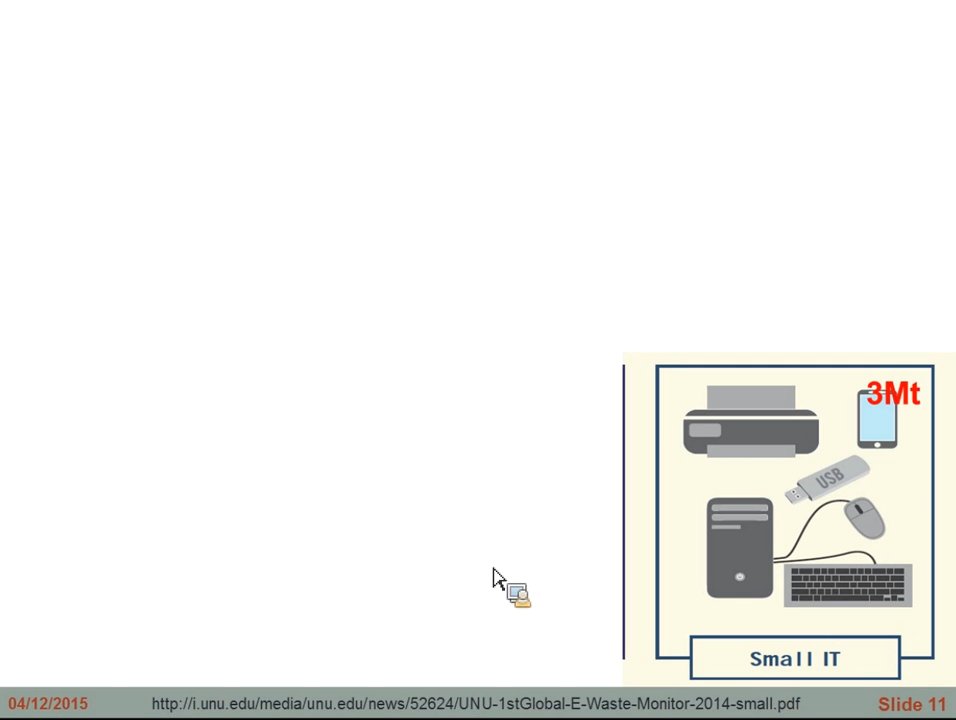 3Mt
USB
Small IT
04/12/2015 http://i.unu.edu/media/unu.edu/news/52624/UNU-1stGlobal-E-Waste-Monitor-2014-small.pdf Slide 11